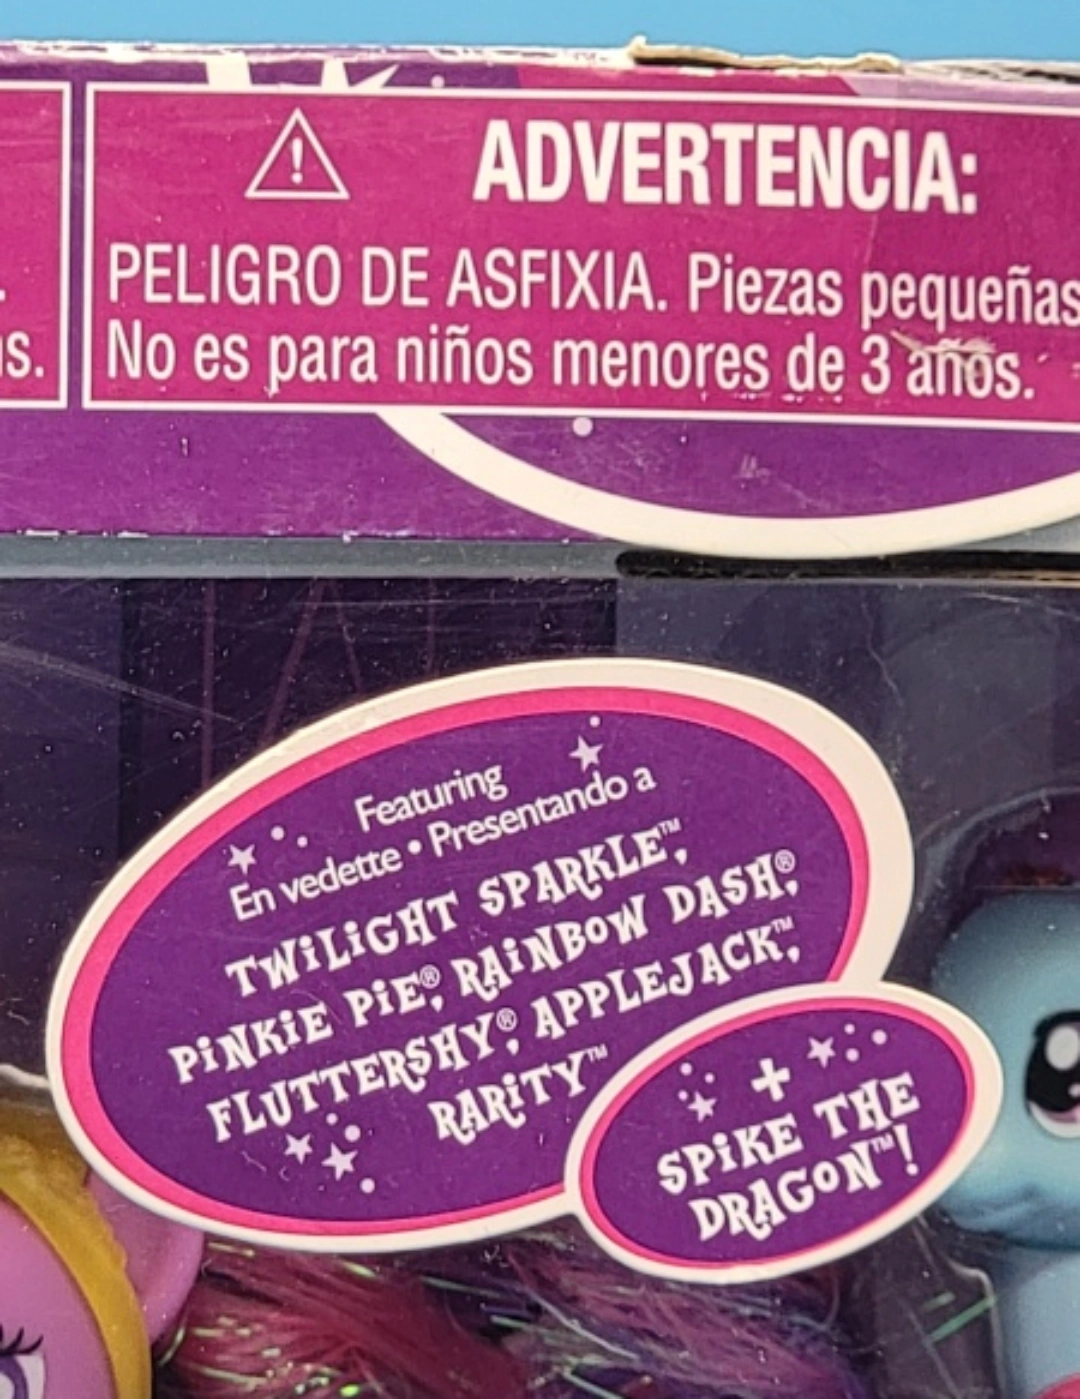 ADVERTENCIA:
PELIGRO DE ASFIXIA. Piezas pequeñas
No es para niños menores de 3 años.
Featuring
En vedette • Presentando a
TWiLiGHT SPARKLE™,
PiNKiE PiE®, RAiNBOW DASH®,
FLUTTERSHY®, APPLEJACK™,
RARiTY™
+
SPiKE THE
DRAGON™!